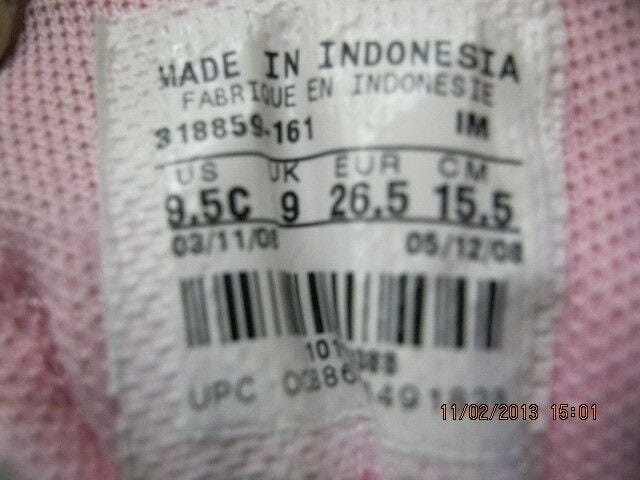 MADE IN INDONESIA
FABRIQUE EN INDONESIE
318859-161 IM
US UK EUR CM
9.5C 9 26.5 15.5
03/11/08 05/12/08
UPC
11/02/2013 15:01